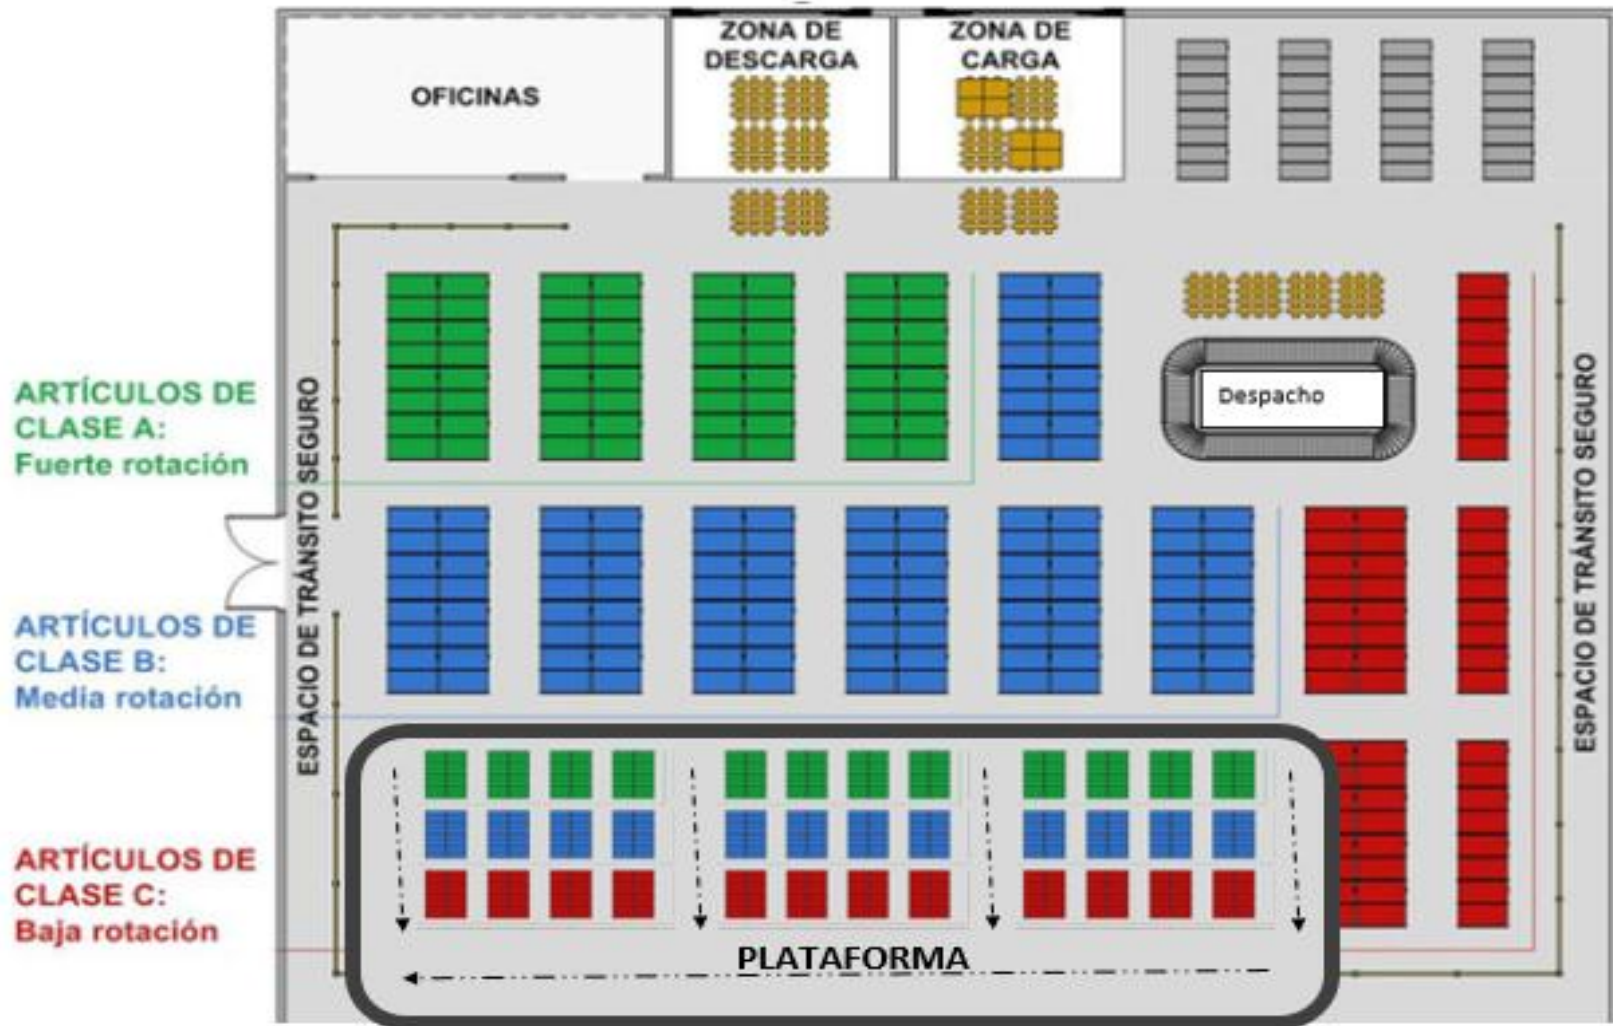 OFICINAS
ZONA DE
DESCARGA
ZONA DE
CARGA
ARTÍCULOS DE
CLASE A:
Fuerte rotación
ESPACIO DE TRÁNSITO SEGURO
Despacho
ESPACIO DE TRÁNSITO SEGURO
ARTÍCULOS DE
CLASE B:
Media rotación
ARTÍCULOS DE
CLASE C:
Baja rotación
PLATAFORMA